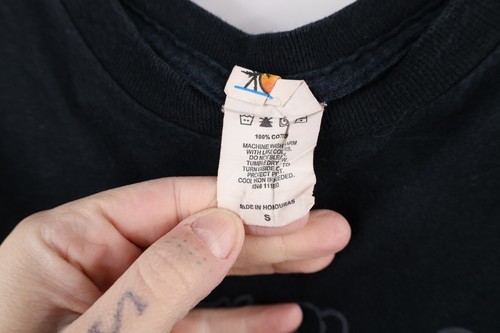 100% COTTON
MACHINE WASH WARM
WITH LIKE COLORS.
DO NOT BLEACH.
TUMBLE DRY
TURN INSIDE
PROTECT
COOL IRON IF NEEDED.
MADE IN HONDURAS
S